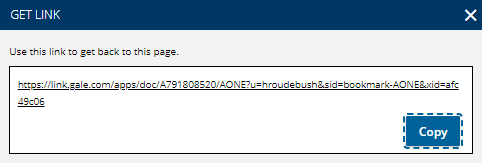 GET LINK
Use this link to get back to this page.
https://link.gale.com/apps/doc/A791808520/AONE?u=hroudebush&sid=bookmark-AONE&xid=afc
49c06
Copy